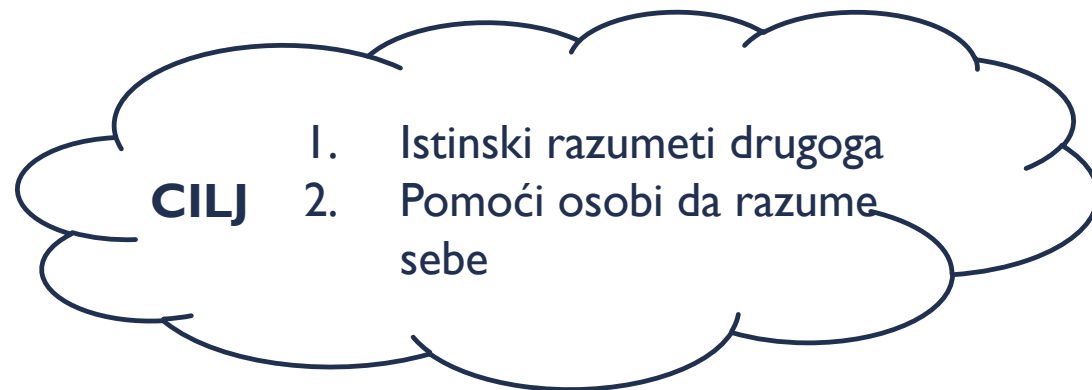 CILJ
1. Istinski razumeti drugoga
2. Pomoći osobi da razume
sebe